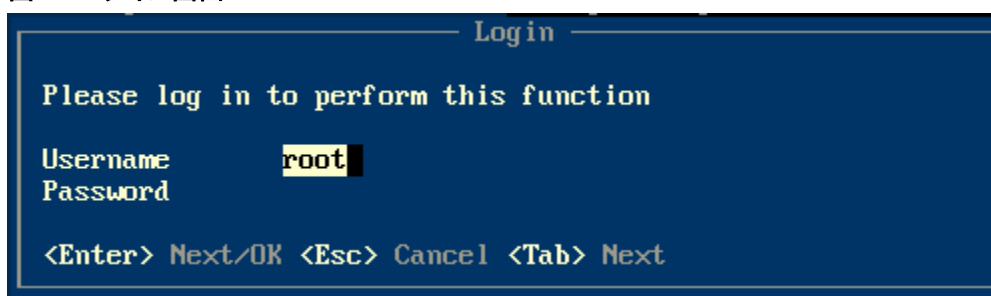 Login
Please log in to perform this function
Username root
Password
<Enter> Next/OK <Esc> Cancel <Tab> Next